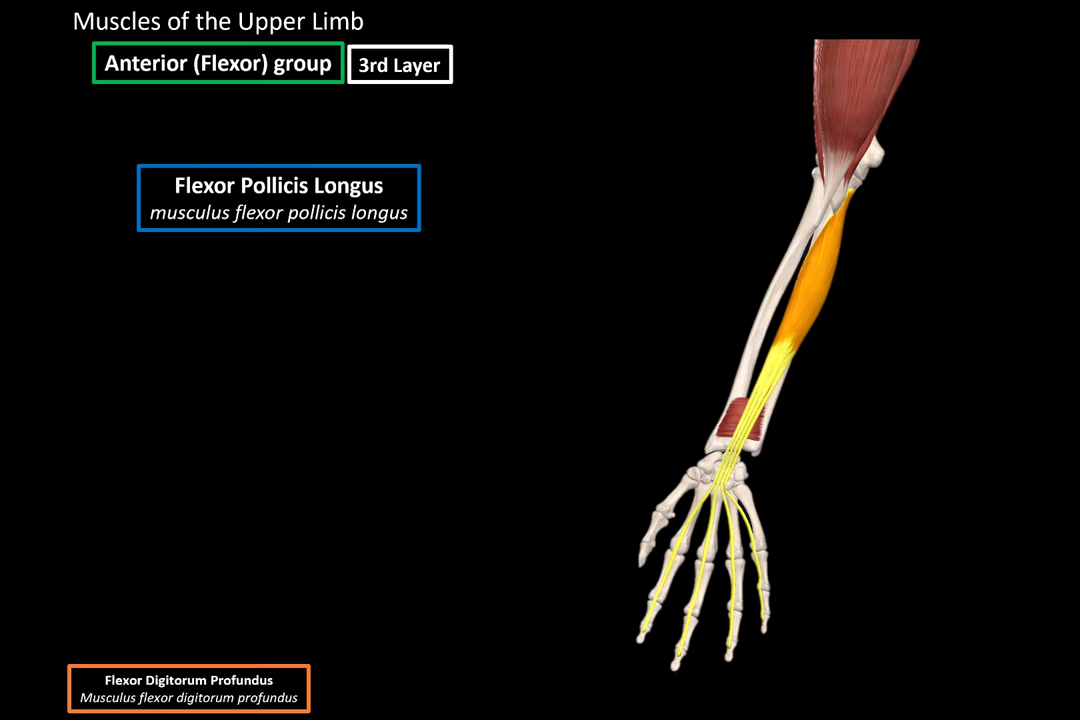 Muscles of the Upper Limb
Anterior (Flexor) group
3rd Layer
Flexor Pollicis Longus
musculus flexor pollicis longus
Flexor Digitorum Profundus
Musculus flexor digitorum profundus